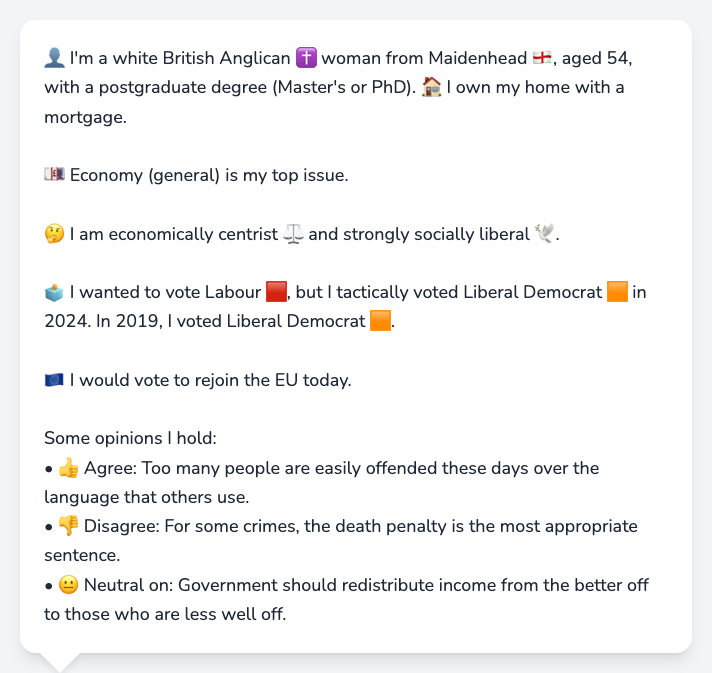 👤 I'm a white British Anglican ✝️ woman from Maidenhead 🏴󠁧󠁢󠁥󠁮󠁧󠁿, aged 54,
with a postgraduate degree (Master's or PhD). 🏠 I own my home with a
mortgage.
💷 Economy (general) is my top issue.
🤔 I am economically centrist ⚖️ and strongly socially liberal 🕊️.
🗳️ I wanted to vote Labour 🟥, but I tactically voted Liberal Democrat 🟧 in
2024. In 2019, I voted Liberal Democrat 🟧.
🇪🇺 I would vote to rejoin the EU today.
Some opinions I hold:
• 👍 Agree: Too many people are easily offended these days over the
language that others use.
• 👎 Disagree: For some crimes, the death penalty is the most appropriate
sentence.
• 😐 Neutral on: Government should redistribute income from the better off
to those who are less well off.